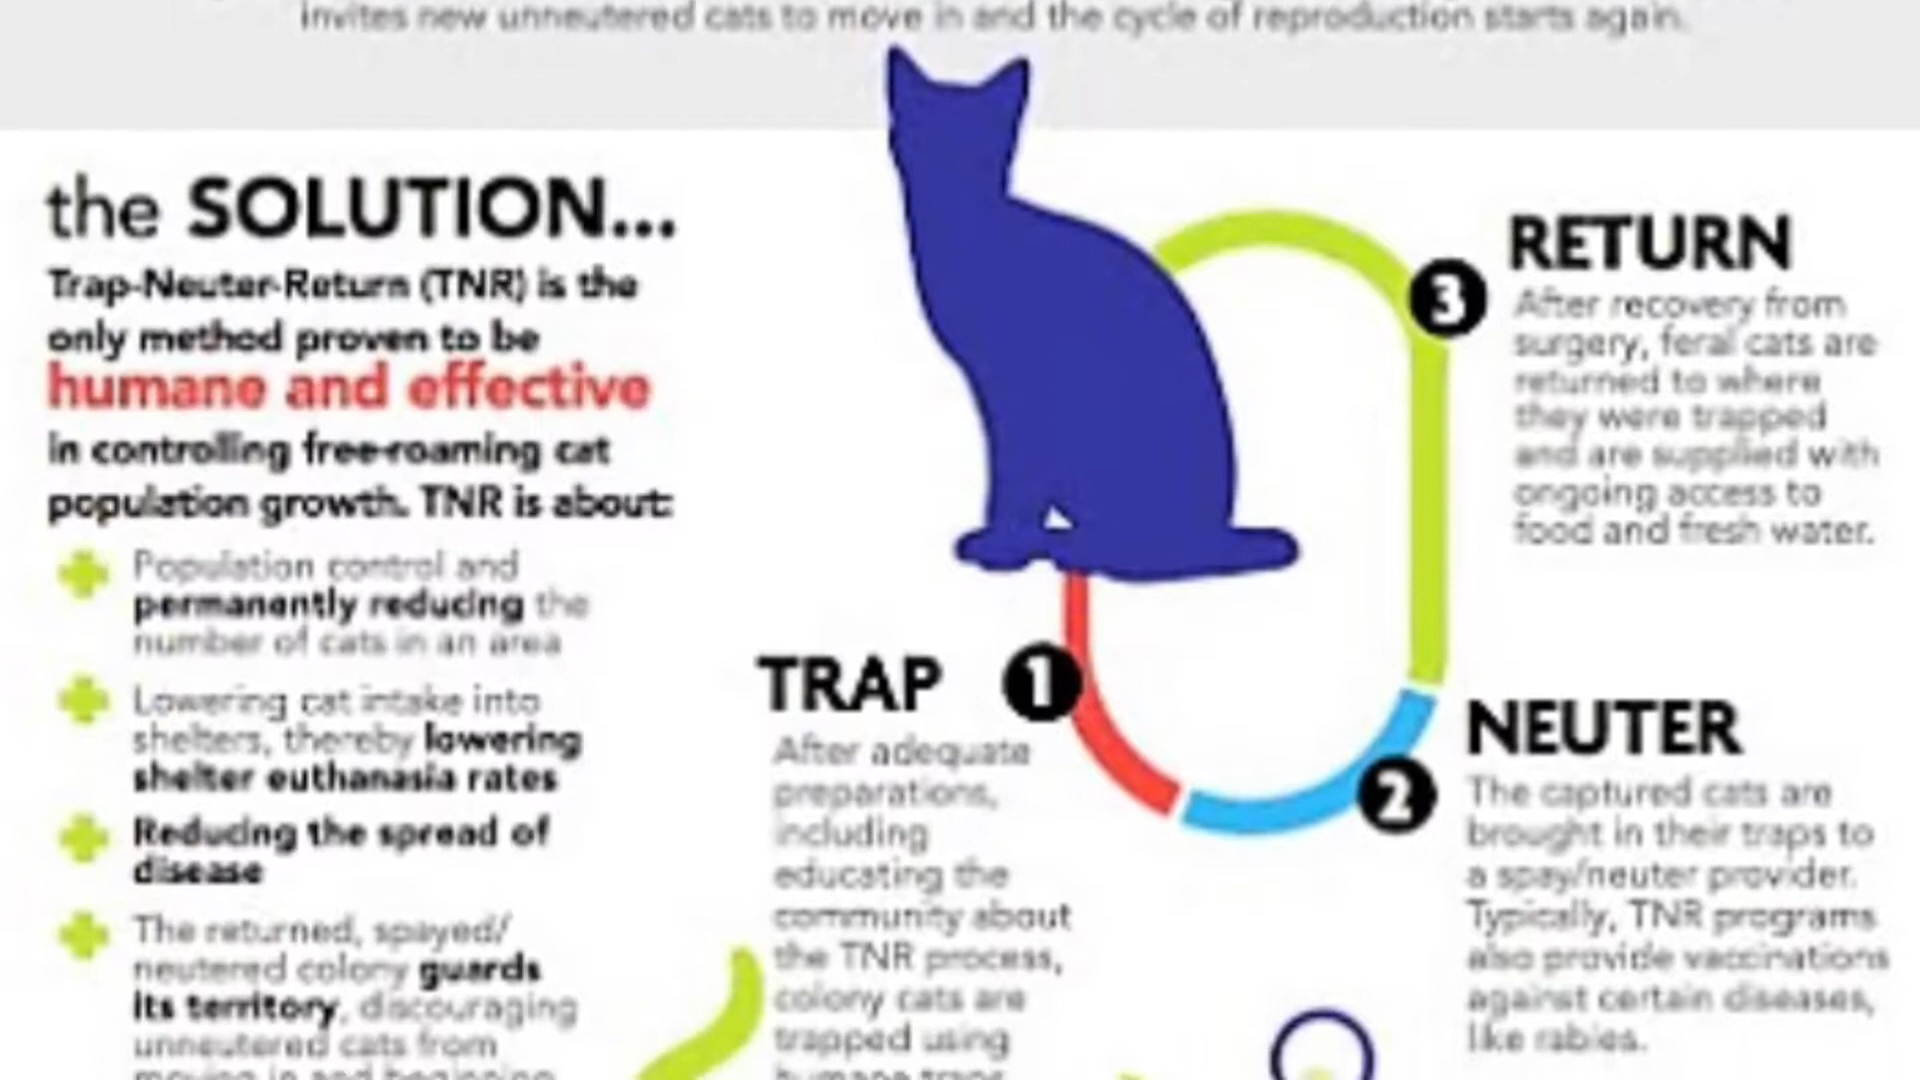 invites new unneutered cats to move in and the cycle of reproduction starts again.
the SOLUTION...
Trap-Neuter-Return (TNR) is the
only method proven to be
humane and effective
in controlling free-roaming cat
population growth. TNR is about:
Population control and
permanently reducing the
number of cats in an area
Lowering cat intake into
shelters, thereby lowering
shelter euthanasia rates
Reducing the spread of
disease
The returned, spayed/
neutered colony guards
its territory, discouraging
unneutered cats from
moving in and beginning
TRAP 1
After adequate
preparations,
including
educating the
community about
the TNR process,
colony cats are
trapped using
humane traps
3 RETURN
After recovery from
surgery, feral cats are
returned to where
they were trapped
and are supplied with
ongoing access to
food and fresh water.
2 NEUTER
The captured cats are
brought in their traps to
a spay/neuter provider.
Typically, TNR programs
also provide vaccinations
against certain diseases,
like rabies.